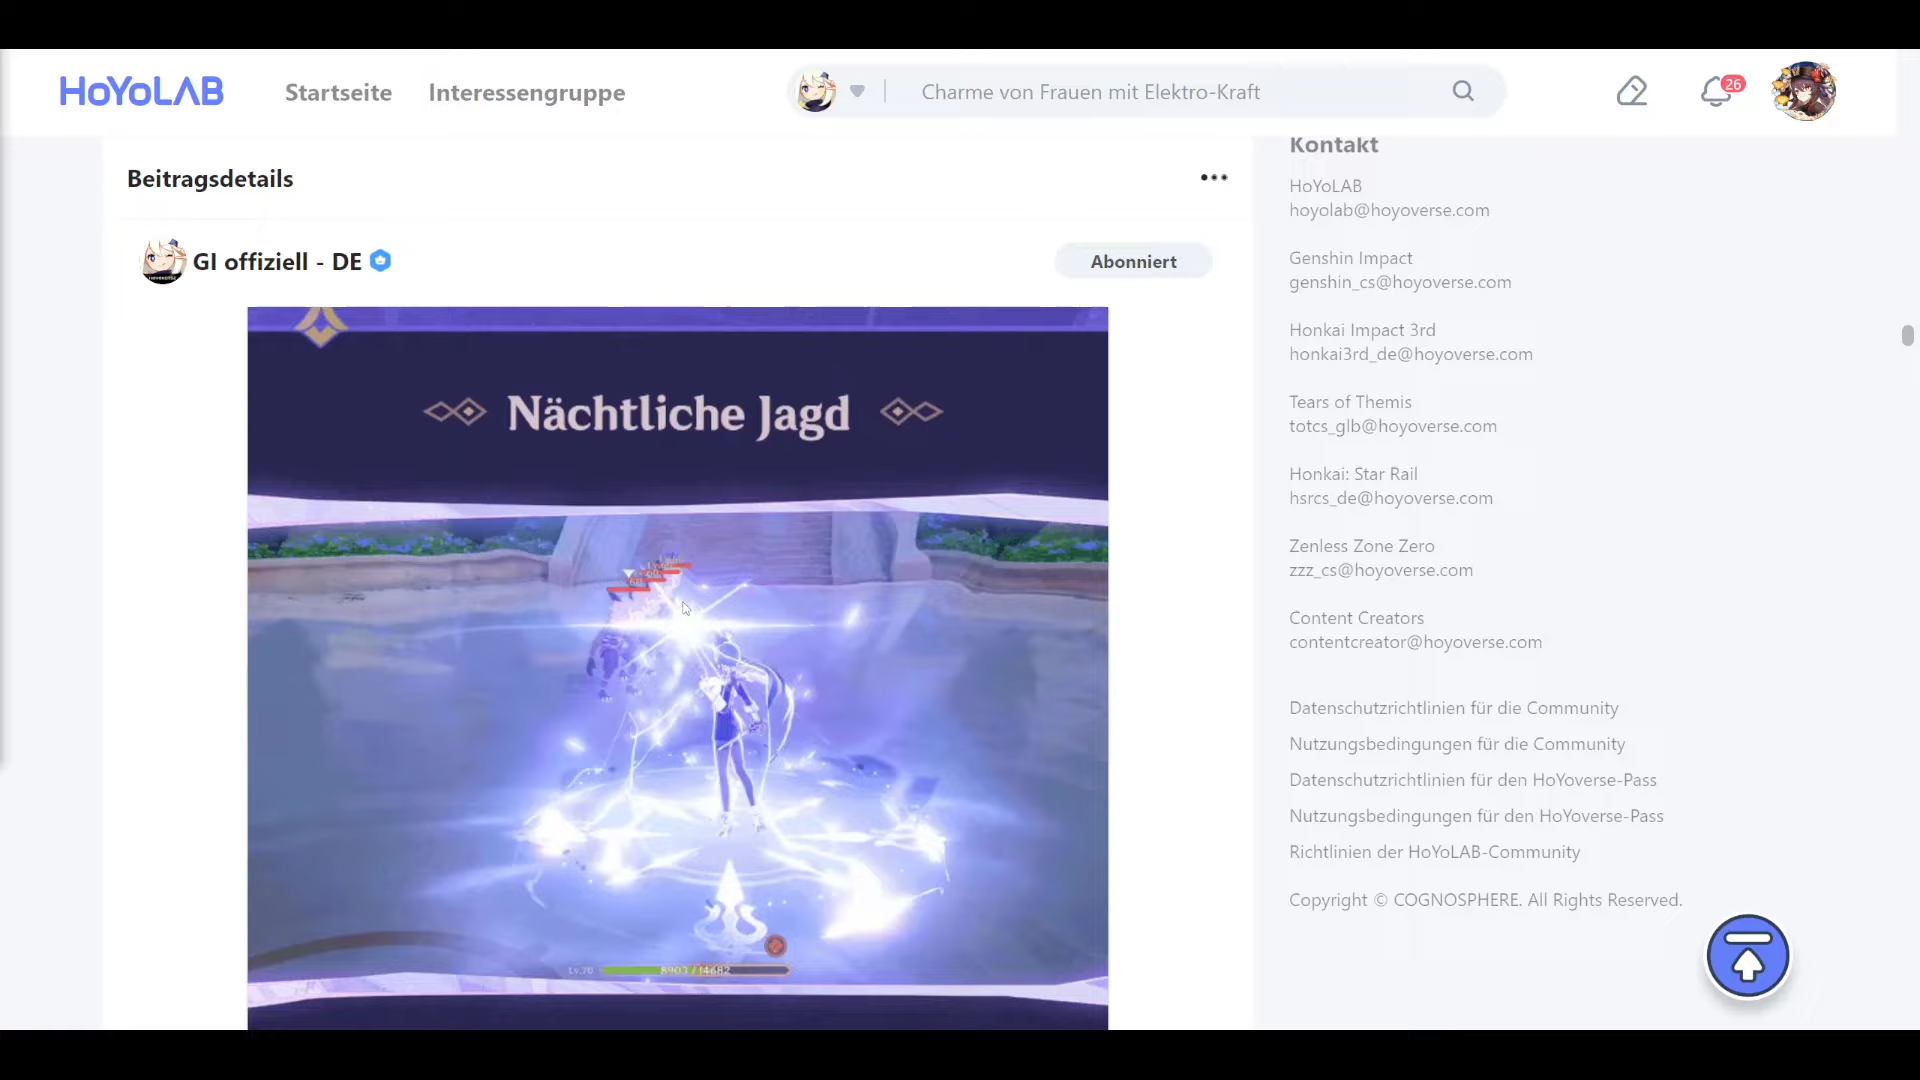 HoYoLAB
Startseite
Interessengruppe
Charme von Frauen mit Elektro-Kraft
26
Beitragsdetails
GI offiziell - DE
Abonniert
Nächtliche Jagd
Lv.70
8903 / 14682
Kontakt
HoYoLAB
hoyolab@hoyoverse.com
Genshin Impact
genshin_cs@hoyoverse.com
Honkai Impact 3rd
honkai3rd_de@hoyoverse.com
Tears of Themis
totcs_glb@hoyoverse.com
Honkai: Star Rail
hsrcs_de@hoyoverse.com
Zenless Zone Zero
zzz_cs@hoyoverse.com
Content Creators
contentcreator@hoyoverse.com
Datenschutzrichtlinien für die Community
Nutzungsbedingungen für die Community
Datenschutzrichtlinien für den HoYoverse-Pass
Nutzungsbedingungen für den HoYoverse-Pass
Richtlinien der HoYoLAB-Community
Copyright © COGNOSPHERE. All Rights Reserved.